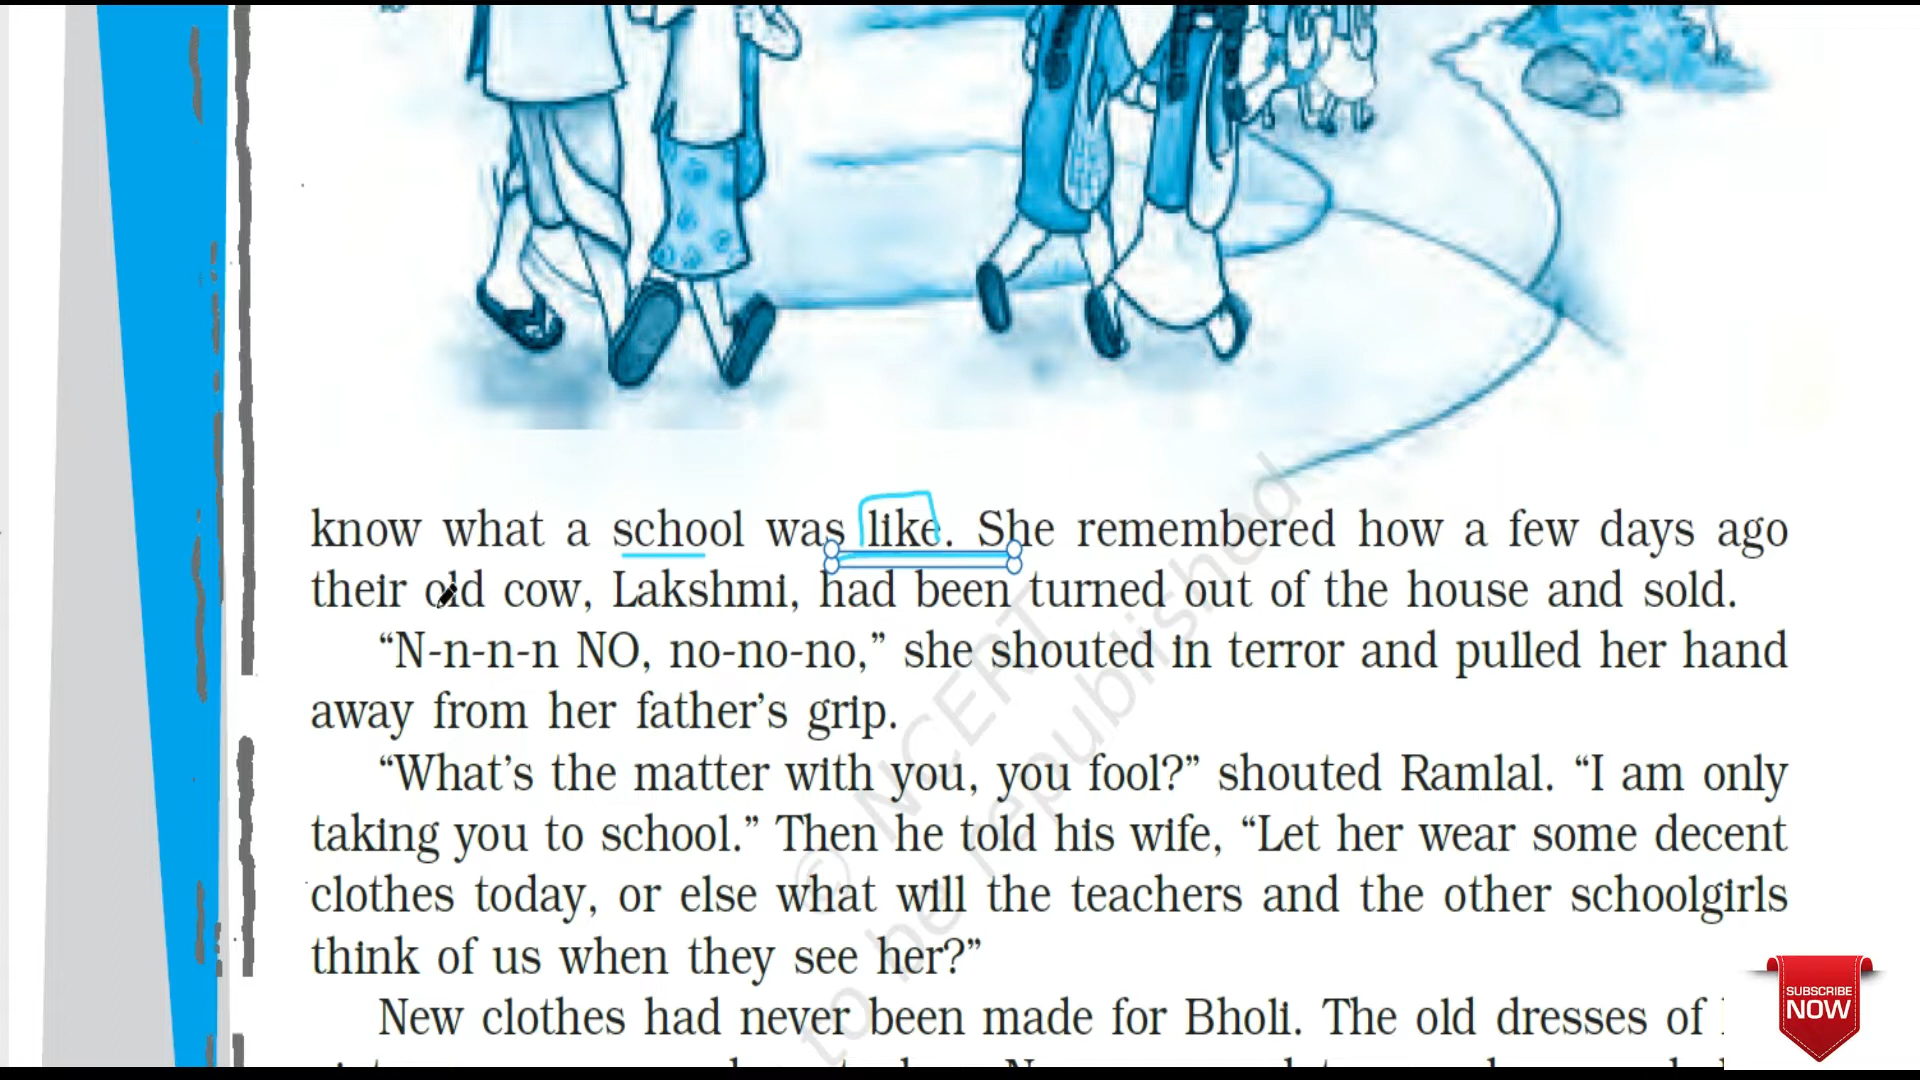 know what a school was like. She remembered how a few days ago
their old cow, Lakshmi, had been turned out of the house and sold.
“N-n-n-n NO, no-no-no,” she shouted in terror and pulled her hand
away from her father’s grip.
“What’s the matter with you, you fool?” shouted Ramlal. “I am only
taking you to school.” Then he told his wife, “Let her wear some decent
clothes today, or else what will the teachers and the other schoolgirls
think of us when they see her?”
New clothes had never been made for Bholi. The old dresses of
© NCERT
to be republished
SUBSCRIBE
NOW